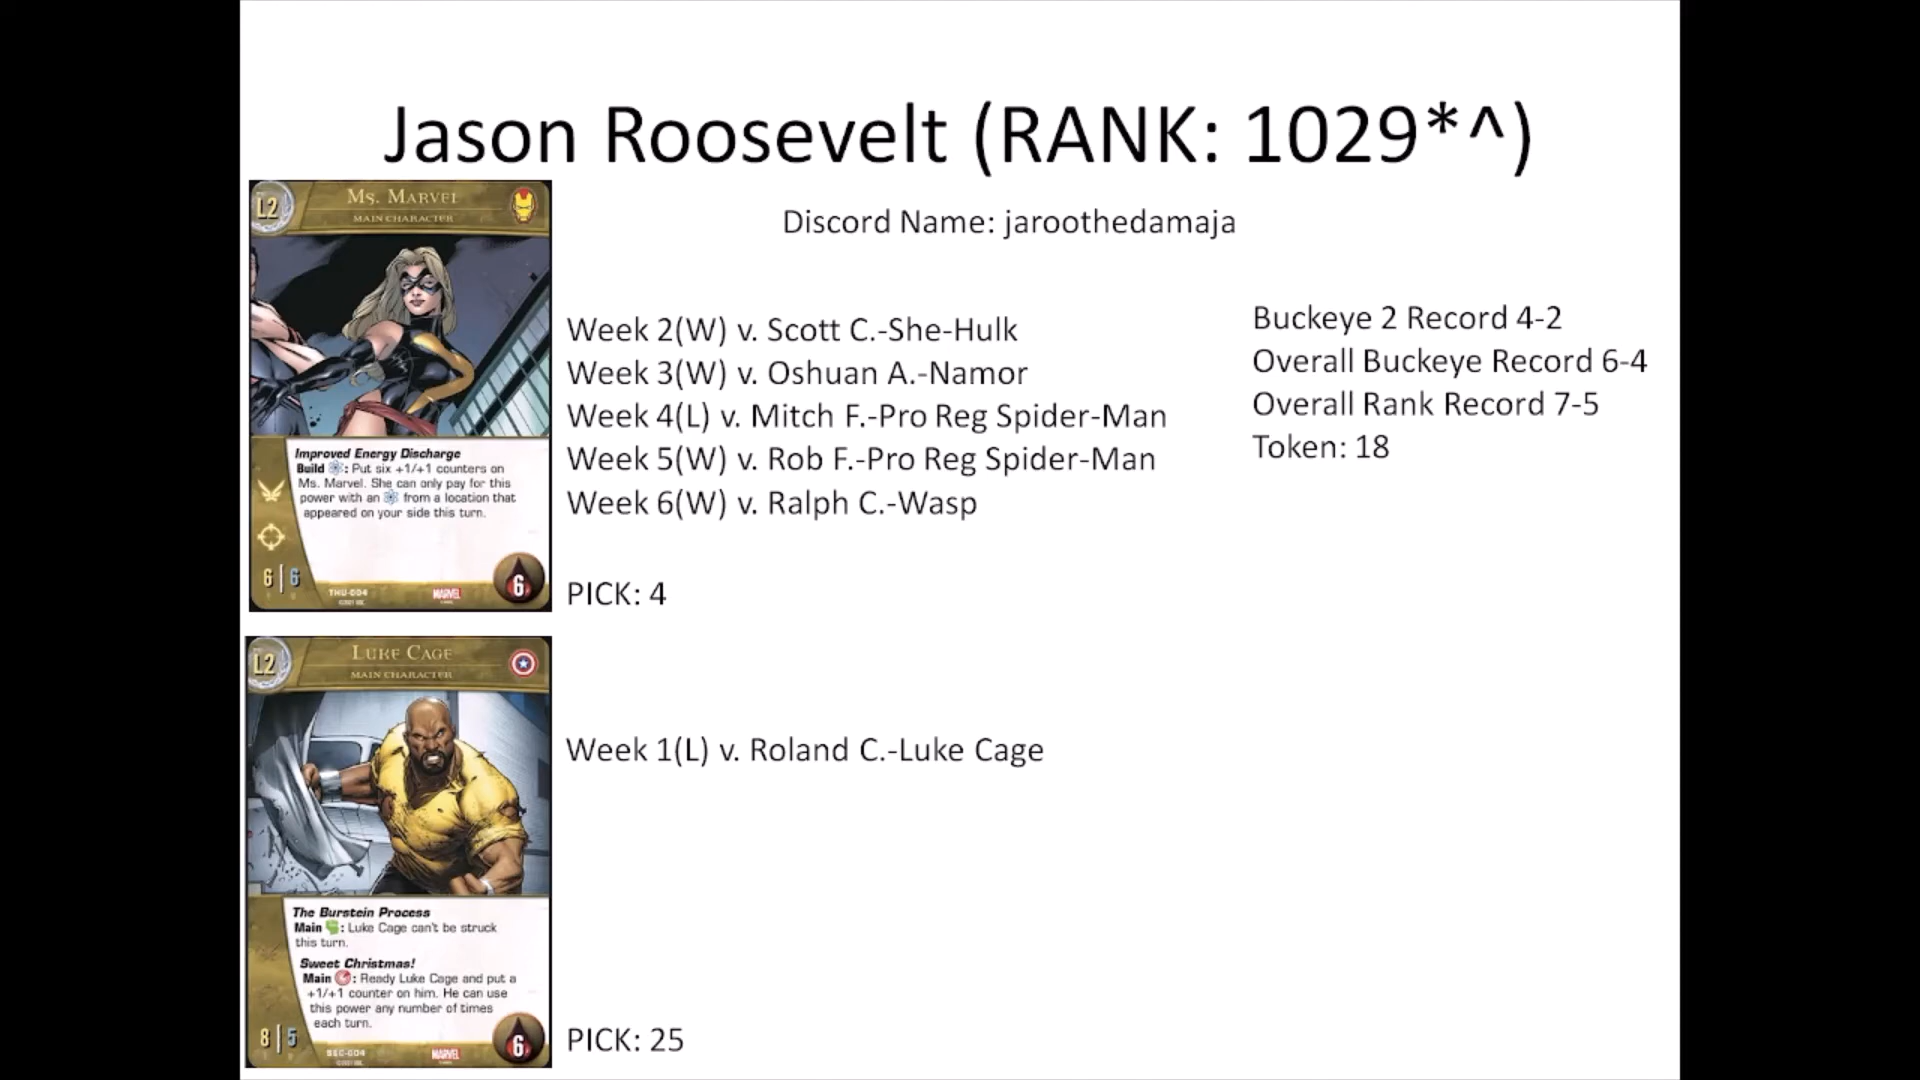 Jason Roosevelt (RANK: 1029*^)
Discord Name: jaroothedamaja
L2
Ms. Marvel
MAIN CHARACTER
Improved Energy Discharge
Build : Put six +1/+1 counters on
Ms. Marvel. She can only pay for this
power with an from a location that
appeared on your side this turn.
6 | 6
THU-004
MARVEL
6
Week 2(W) v. Scott C.-She-Hulk
Week 3(W) v. Oshuan A.-Namor
Week 4(L) v. Mitch F.-Pro Reg Spider-Man
Week 5(W) v. Rob F.-Pro Reg Spider-Man
Week 6(W) v. Ralph C.-Wasp
PICK: 4
Buckeye 2 Record 4-2
Overall Buckeye Record 6-4
Overall Rank Record 7-5
Token: 18
L2
Luke Cage
MAIN CHARACTER
The Burstein Process
Main : Luke Cage can't be struck
this turn.
Sweet Christmas!
Main : Ready Luke Cage and put a
+1/+1 counter on him. He can use
this power any number of times
each turn.
8 | 5
MARVEL
6
Week 1(L) v. Roland C.-Luke Cage
PICK: 25